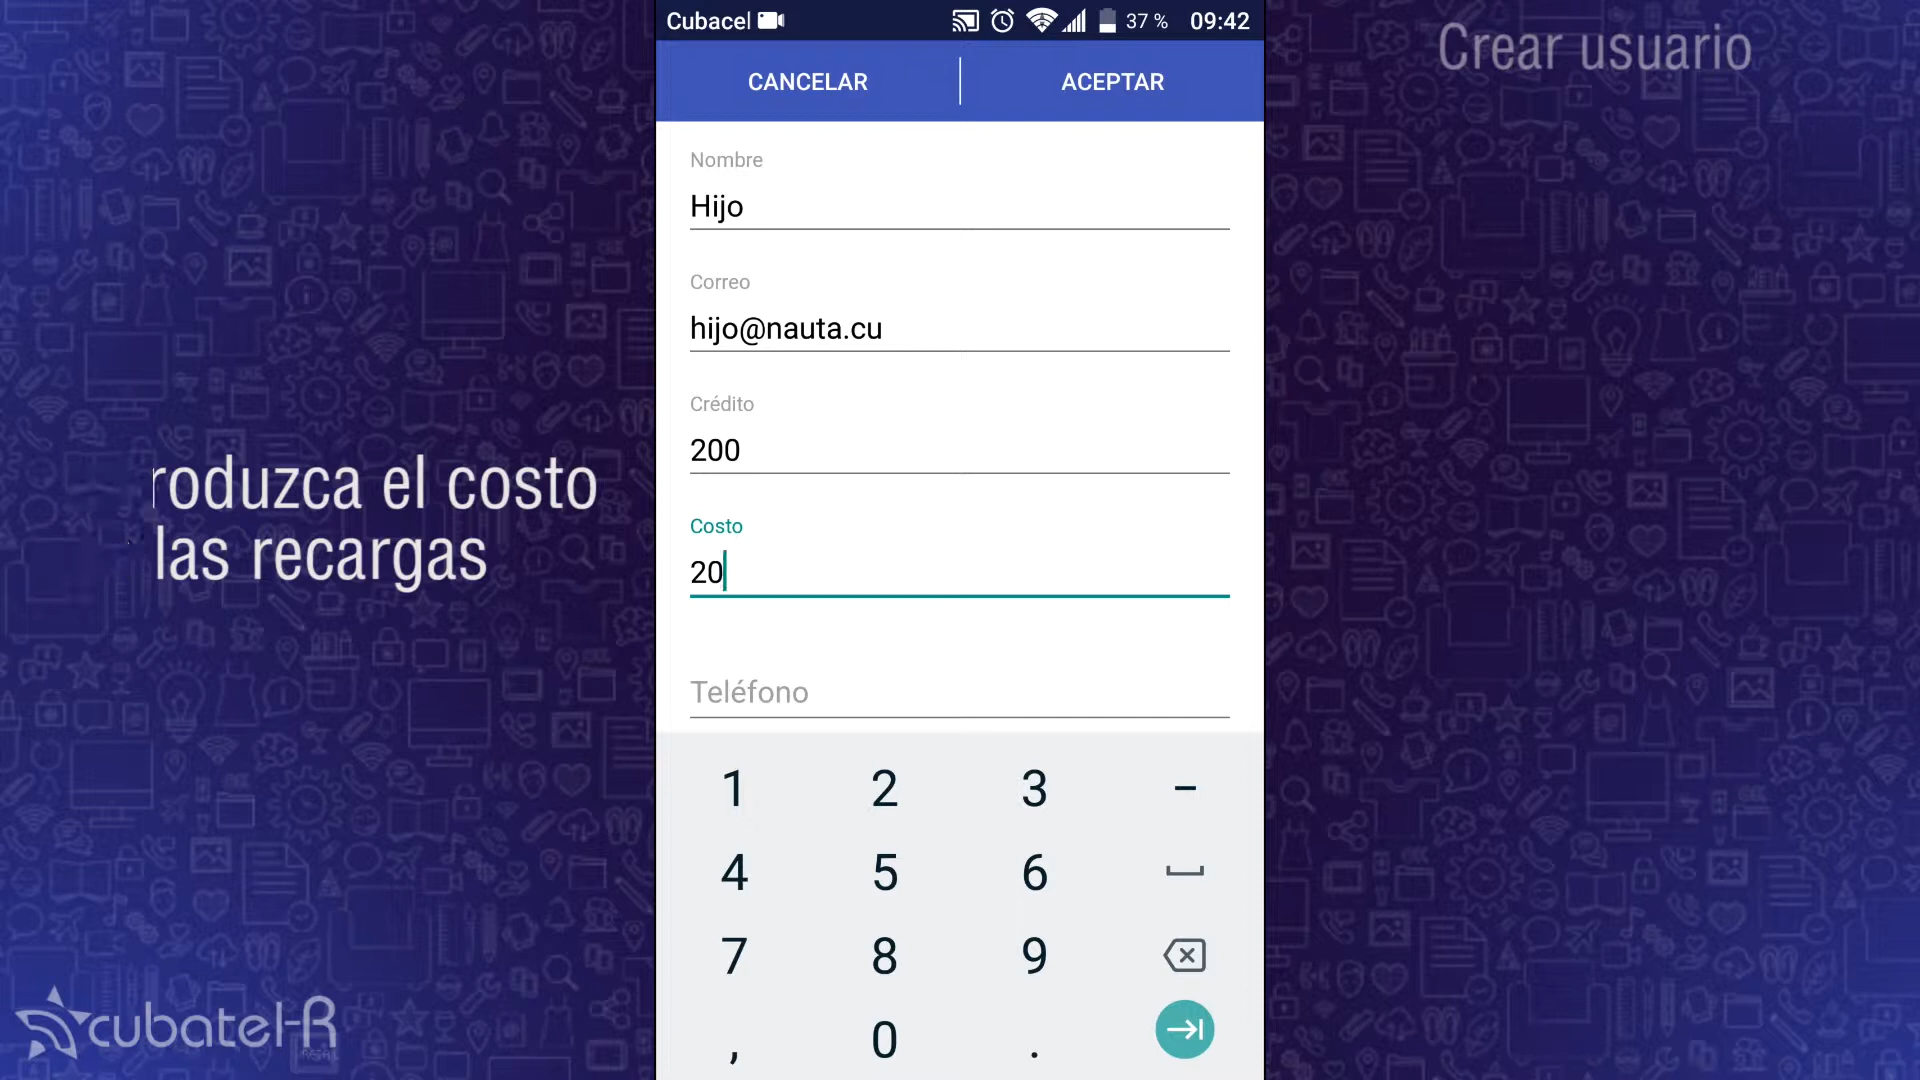 Cubacel
37 %
09:42
Crear usuario
CANCELAR
ACEPTAR
Nombre
Hijo
Correo
hijo@nauta.cu
Crédito
200
roduzca el costo
las recargas
Costo
20
Teléfono
1 2 3 -
4 5 6
7 8 9
, 0 .
cubatel-R
RETAIL